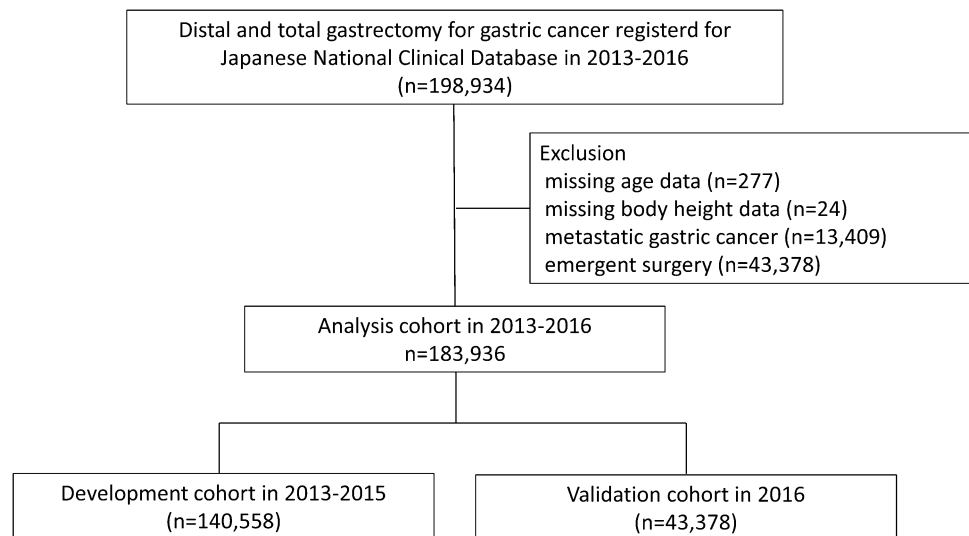 Distal and total gastrectomy for gastric cancer registerd for
Japanese National Clinical Database in 2013-2016
(n=198,934)
Exclusion
missing age data (n=277)
missing body height data (n=24)
metastatic gastric cancer (n=13,409)
emergent surgery (n=43,378)
Analysis cohort in 2013-2016
n=183,936
Development cohort in 2013-2015
(n=140,558)
Validation cohort in 2016
(n=43,378)